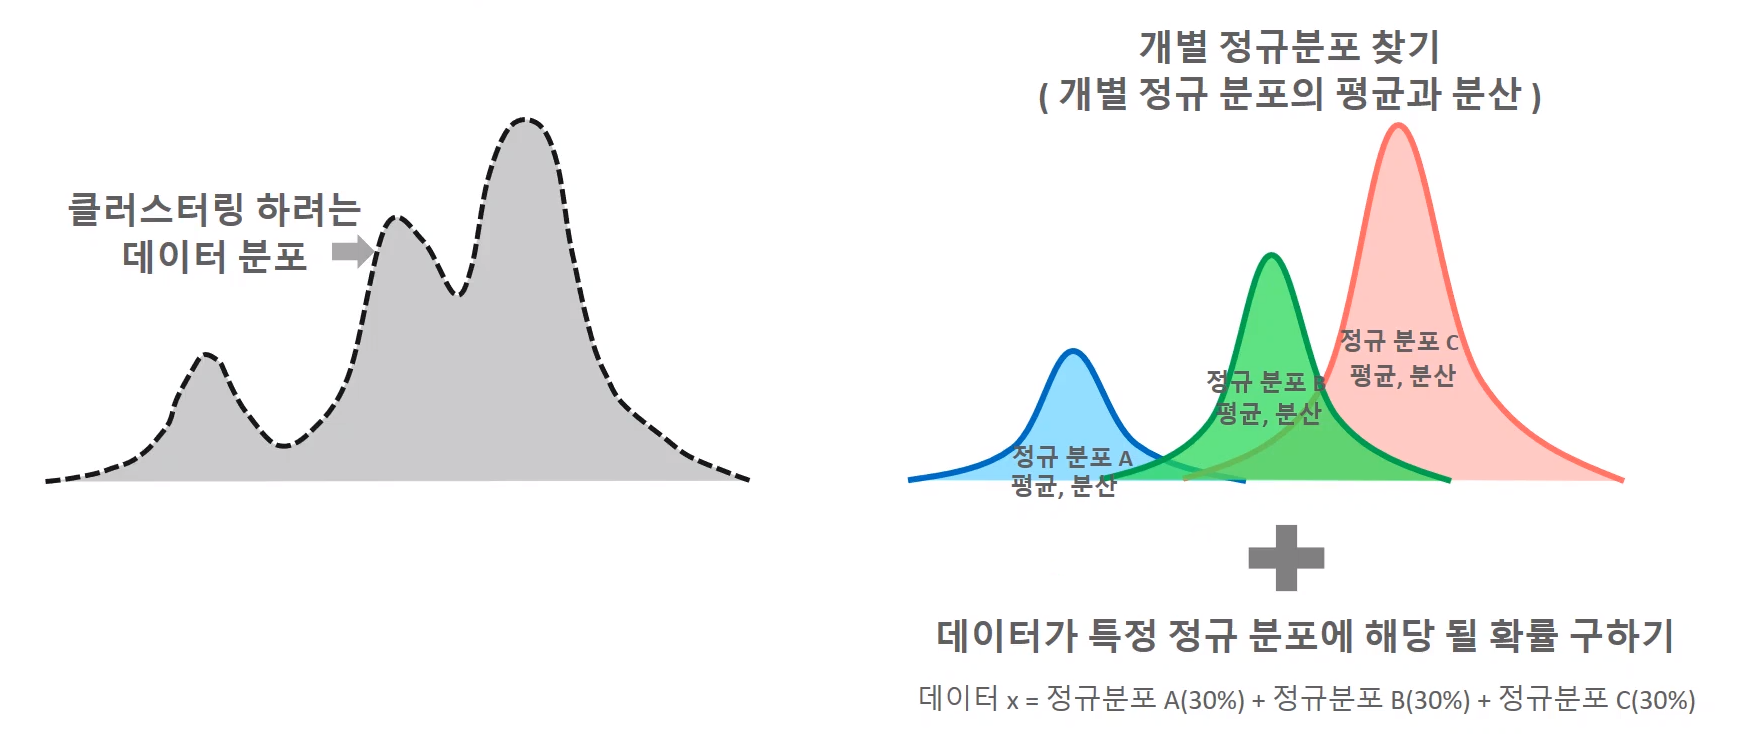 클러스터링 하려는
데이터 분포
개별 정규분포 찾기
( 개별 정규 분포의 평균과 분산 )
정규 분포 C
평균, 분산
정규 분포 B
평균, 분산
정규 분포 A
평균, 분산
데이터가 특정 정규 분포에 해당 될 확률 구하기
데이터 x = 정규분포 A(30%) + 정규분포 B(30%) + 정규분포 C(30%)